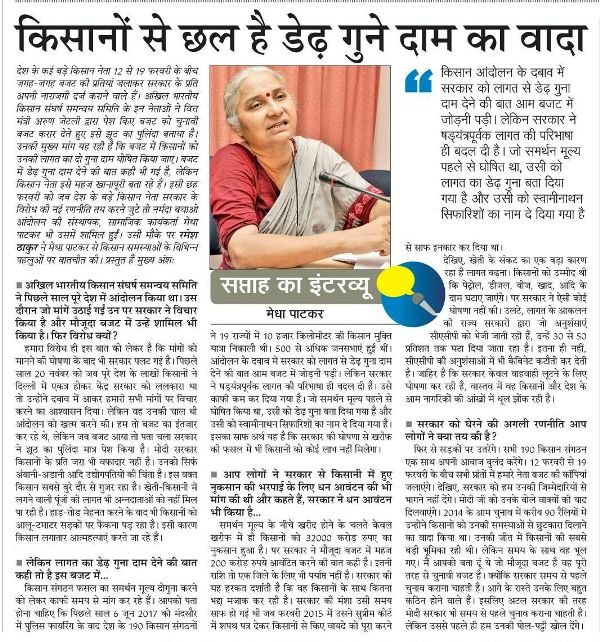 किसानों से छल है डेढ़ गुने दाम का वादा
देश के कई बड़े किसान नेता 12 से 19 फरवरी के बीच
जगह-जगह बजट की प्रतियां जलाकर सरकार के प्रति
अपनी नाराजगी दर्ज कराने चाले हैं। अखिल भारतीय
किसान संघर्ष समन्वय समिति के इन नेताओं ने वित्त
मंत्री अरुण जेटली द्वारा पेश किए बजट को चुनावी
बजट करार देते हुए इसे झूठ का पुलिंदा बताया है।
उनकी मुख्य मांग यह रही है कि बजट में किसानों को
उनकी लागत का दो गुना दाम घोषित किया जाए। बजट
में डेढ़ गुना दाम देने की बात कही भी गई है, लेकिन
किसान नेता इसे महज खानापूरी बता रहे हैं। इसी छह
फरवरी को जब देश के बड़े किसान नेता सरकार के
विरोध की नई रणनीति तय करने जुटे तो नर्मदा बचाओ
आंदोलन की संस्थापक, सामाजिक कार्यकर्ता मेधा
पाटकर भी उसमें शामिल हुईं। उसी मौके पर रमेश
ठाकुर ने मेधा पाटकर से किसान समस्याओं के विभिन्न
पहलुओं पर बातचीत की। प्रस्तुत है मुख्य अंशः
■ अखिल भारतीय किसान संघर्ष समन्वय समिति
ने पिछले साल पूरे देश में आंदोलन किया था। उस
दौरान जो मांगें उठाई गईं उन पर सरकार ने विचार
किया है और मौजूदा बजट में उन्हें शामिल भी
किया है। फिर विरोध क्यों?
हमारा विरोध ही इस बात को लेकर है कि मांगों को
मानने की घोषणा के बाद भी सरकार पलट गई है। पिछले
साल 20 नवंबर को जब पूरे देश के लाखों किसानों ने
दिल्ली में एकत्र होकर केंद्र सरकार को ललकारा था
तो उन्होंने दबाव में आकर हमारी सभी मांगों पर विचार
करने का आश्वासन दिया। लेकिन यह उनकी चाल थी
आंदोलन को खत्म करने की। हम तो बजट का इंतजार
कर रहे थे, लेकिन जब बजट आया तो पता चला सरकार
ने झूठ का पुलिंदा मात्र पेश किया है। मोदी सरकार
किसानों के प्रति जरा भी वफादार नहीं है। उनको सिर्फ
अंबानी-अडानी आदि उद्योगपतियों की चिंता है। इस वक्त
किसान सबसे बुरे दौर से गुजर रहा है। खेती-किसानी में
लगने वाली पूंजी की लागत भी अन्नदाताओं को नहीं मिल
पा रही है। हाड़-तोड़ मेहनत करने के बाद भी किसानों को
आलू-टमाटर सड़कों पर फेंकना पड़ रहा है। इसी कारण
किसान लगातार आत्महत्याएं करते जा रहे हैं।
■ लेकिन लागत का डेढ़ गुना दाम देने की बात
कही तो है इस बजट में...
किसान संगठन फसल का समर्थन मूल्य दोगुना करने
को लेकर काफी समय से मांग कर रहे हैं। आपको पता
होना चाहिए कि पिछले साल 6 जून 2017 को मंदसौर
में पुलिस फायरिंग के बाद देश के 190 किसान संगठनों
सप्ताह का इंटरव्यू
मेधा पाटकर
ने 19 राज्यों में 10 हजार किलोमीटर की किसान मुक्ति
यात्रा निकाली थी। 500 से अधिक जनसभाएं हुई थीं।
आंदोलन के दबाव में सरकार को लागत से डेढ़ गुना दाम
देने की बात आम बजट में जोड़नी पड़ी। लेकिन सरकार
ने षड्यंत्रपूर्वक लागत की परिभाषा ही बदल दी है। उसे
काफी कम कर दिया गया है। जो समर्थन मूल्य पहले से
घोषित किया था, उसी को डेढ़ गुना बता दिया गया है और
उसी को स्वामीनाथन सिफारिशों का नाम दे दिया गया है।
इसका साफ अर्थ यह है कि सरकार की घोषणा से खरीफ
की फसल में भी किसानों को कोई लाभ नहीं मिलेगा।
■ आप लोगों ने सरकार से किसानी में हुए
नुकसान की भरपाई के लिए धन आवंटन की भी
मांग की थी और कहते हैं, सरकार ने धन आवंटन
भी किया है...
समर्थन मूल्य के नीचे खरीद होने के चलते केवल
खरीफ में ही किसानों को 32000 करोड़ रुपए का
नुकसान हुआ है। पर सरकार ने मौजूदा बजट में महज
200 करोड़ रुपये आवंटित करने की बात कही है। इतनी
राशि तो एक जिले के लिए भी पर्याप्त नहीं है। सरकार की
यह हरकत दर्शाती है कि वह किसानों के साथ कितना
भद्दा मजाक कर रही है। सरकार की मंशा उसी समय
साफ हो गई थी जब फरवरी 2015 में उसने सुप्रीम कोर्ट
में शपथ पत्र देकर किसानों से किए वायदे को पूरा करने
“ किसान आंदोलन के दबाव में
सरकार को लागत से डेढ़ गुना
दाम देने की बात आम बजट में
जोड़नी पड़ी। लेकिन सरकार ने
षड्यंत्रपूर्वक लागत की परिभाषा
ही बदल दी है। जो समर्थन मूल्य
पहले से घोषित था, उसी को
लागत का डेढ़ गुना बता दिया
गया है और उसी को स्वामीनाथन
सिफारिशों का नाम दे दिया गया है
से साफ इनकार कर दिया था।
देखिए, खेती के संकट का एक बड़ा कारण
रहा है लागत बढ़ना। किसानों को उम्मीद थी
कि पेट्रोल, डीजल, बीज, खाद, आदि के
दाम घटाए जाएंगे। पर सरकार ने ऐसी कोई
घोषणा नहीं की। उलटे, लागत के आकलन
की राज्य सरकारों द्वारा जो अनुशंसाएं
सीएसीपी को भेजी जाती रही हैं, उन्हें 30 से 50
प्रतिशत तक घटा दिया जाता रहा है। इतना ही नहीं,
सीएसीपी की अनुशंसाओं में भी कैबिनेट कटौती कर देती
है। जाहिर है कि सरकार केवल वाहवाही लूटने के लिए
घोषणा कर रही है, वास्तव में वह किसानों और देश के
आम नागरिकों की आंखों में धूल झोंक रही है।
■ सरकार को घेरने की अगली रणनीति आप
लोगों ने क्या तय की है?
फिर से सड़कों पर उतरेंगे। सभी 190 किसान संगठन
एक साथ अपनी आवाज बुलंद करेंगे। 12 फरवरी से 19
फरवरी के बीच सभी प्रांतों में हमारे नेता बजट की कॉपियां
जलाएंगे। देखिए, सरकार को हम उनकी जिम्मेदारियों से
भागने नहीं देंगे। मोदी जी को उनके बोले वाक्यों की याद
दिलवाएंगे। 2014 के आम चुनाव में करीब 90 रैलियों में
उन्होंने किसानों को उनकी समस्याओं से छुटकारा दिलाने
का वादा किया था। उनकी जीत में किसानों की सबसे
बड़ी भूमिका रही थी। लेकिन समय के साथ वह भूल
गए। मैं आपको बता दूं ये जो मौजूदा बजट है वह पूरी
तरह से चुनावी बजट है। क्योंकि सरकार समय से पहले
चुनाव कराना चाहती है। आगे के रास्ते उनके लिए बहुत
कठिन होने वाले हैं। इसलिए अटल सरकार की तरह
मोदी सरकार भी समय से पहले चुनाव कराना चाहती है।
लेकिन उससे पहले ही हम उनकी पोल-पट्टी खोल देंगे।